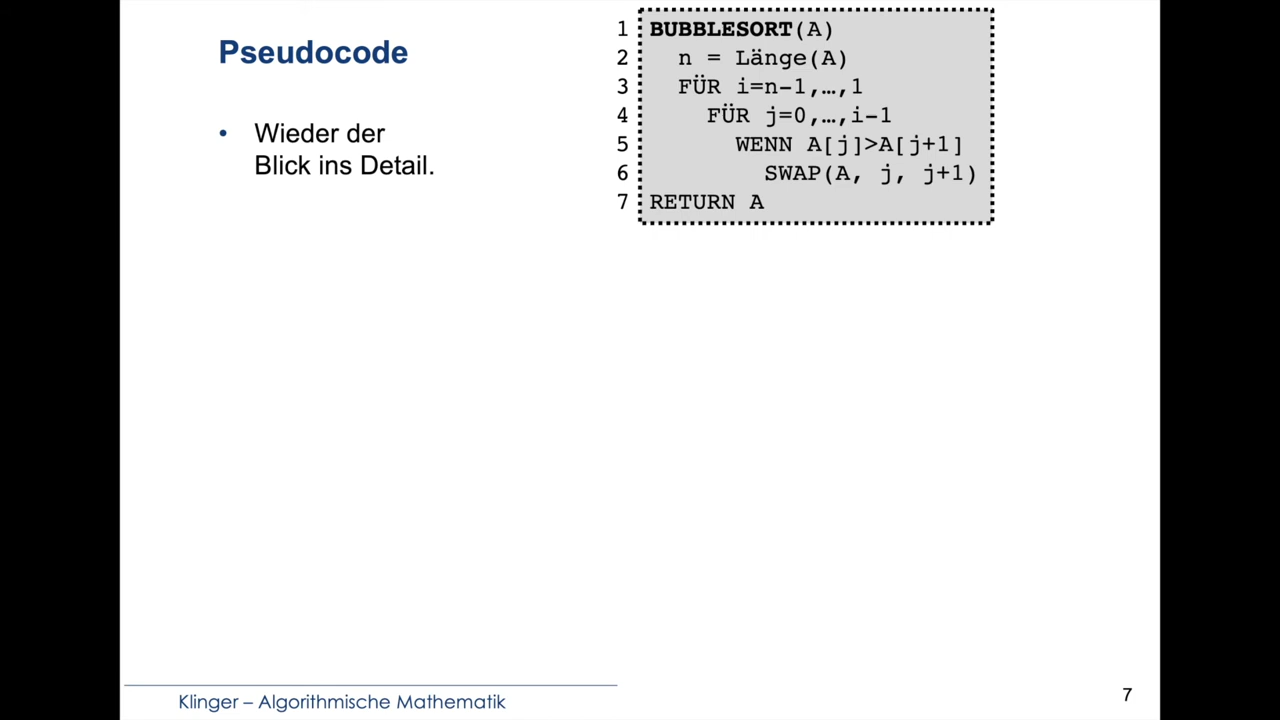 Pseudocode
• Wieder der
Blick ins Detail.
1 BUBBLESORT(A)
2 n = Länge(A)
3 FÜR i=n-1,…,1
4 FÜR j=0,…,i-1
5 WENN A[j]>A[j+1]
6 SWAP(A, j, j+1)
7 RETURN A
Klinger – Algorithmische Mathematik
7